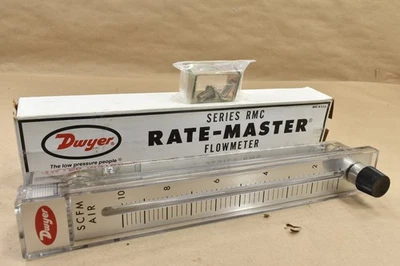 SERIES RMC
Dwyer®
RATE-MASTER®
FLOWMETER
The low pressure people®
Dwyer
SCFM
AIR
10
8
6
4
2